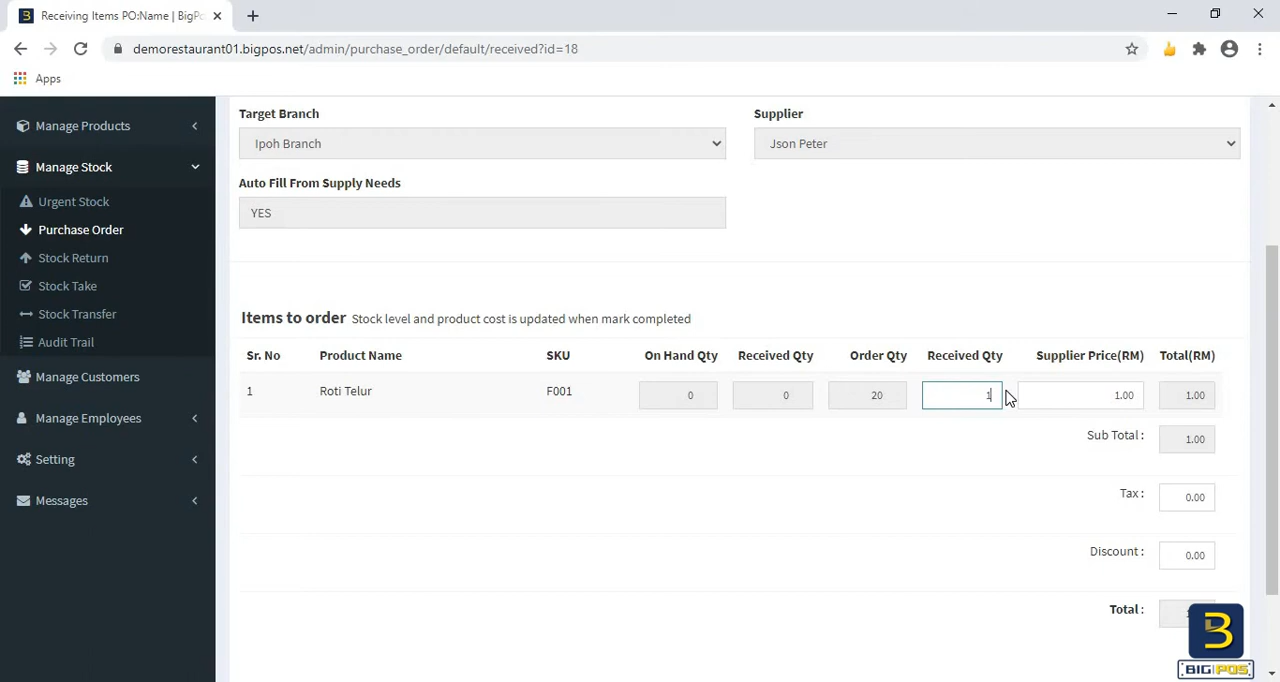 Receiving Items PO:Name | BigP
demorestaurant01.bigpos.net/admin/purchase_order/default/received?id=18
Apps
Manage Products
Manage Stock
Urgent Stock
Purchase Order
Stock Return
Stock Take
Stock Transfer
Audit Trail
Manage Customers
Manage Employees
Setting
Messages
Target Branch
Supplier
Ipoh Branch
Json Peter
Auto Fill From Supply Needs
YES
Items to order Stock level and product cost is updated when mark completed
Sr. No Product Name SKU On Hand Qty Received Qty Order Qty Received Qty Supplier Price(RM) Total(RM)
1 Roti Telur F001 0 0 20 1 1.00 1.00
Sub Total : 1.00
Tax : 0.00
Discount : 0.00
Total :
B
BIG POS